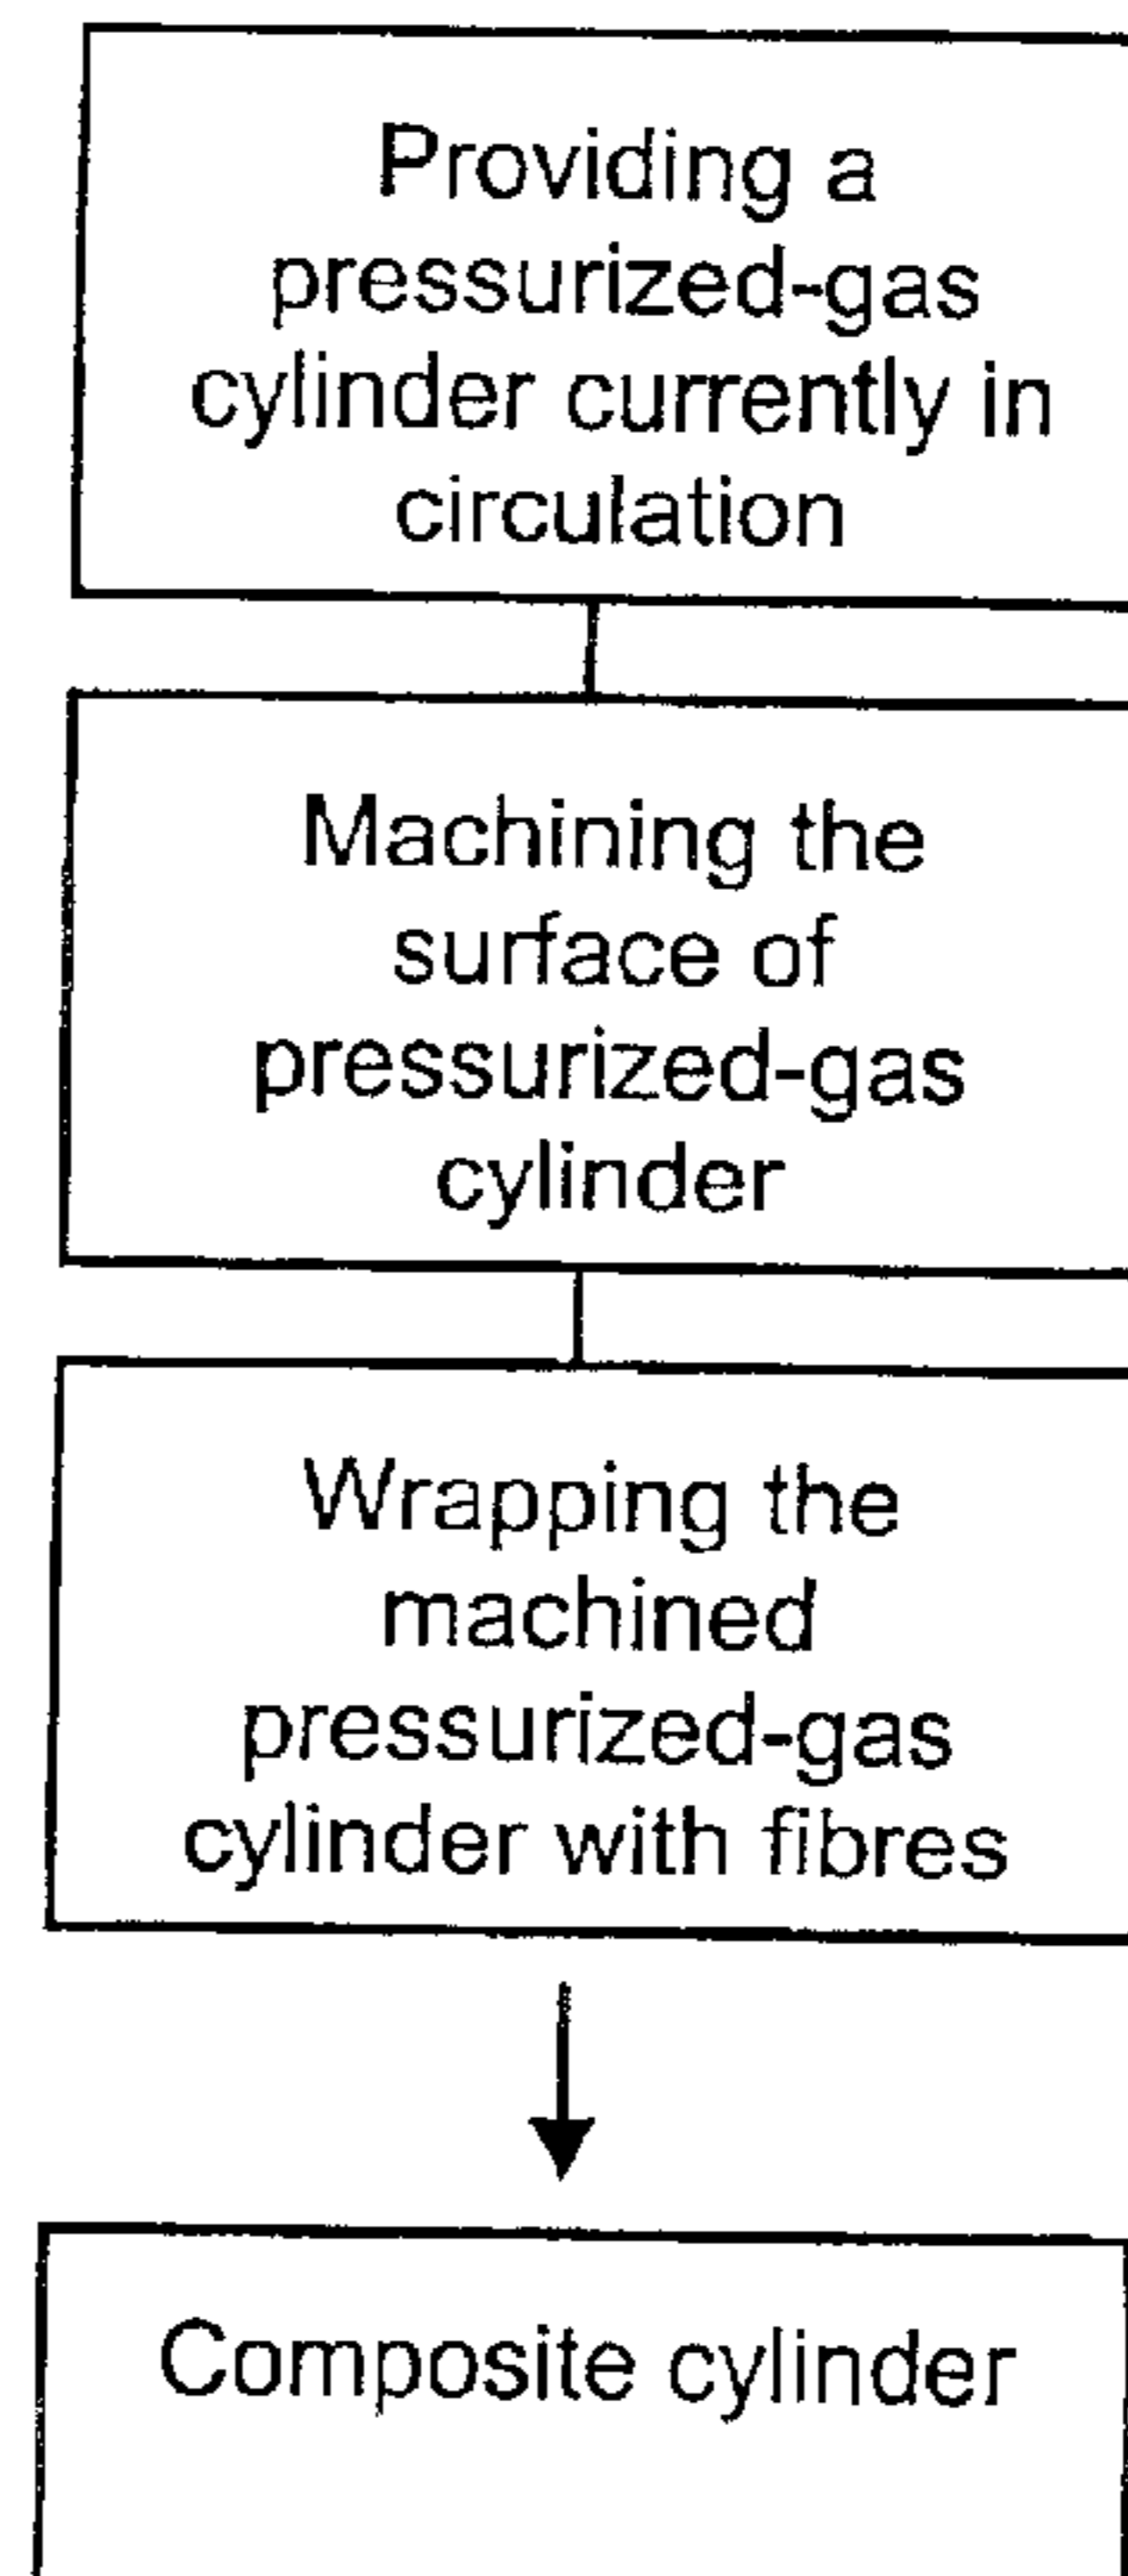 Providing a
pressurized-gas
cylinder currently in
circulation
Machining the
surface of
pressurized-gas
cylinder
Wrapping the
machined
pressurized-gas
cylinder with fibres
Composite cylinder